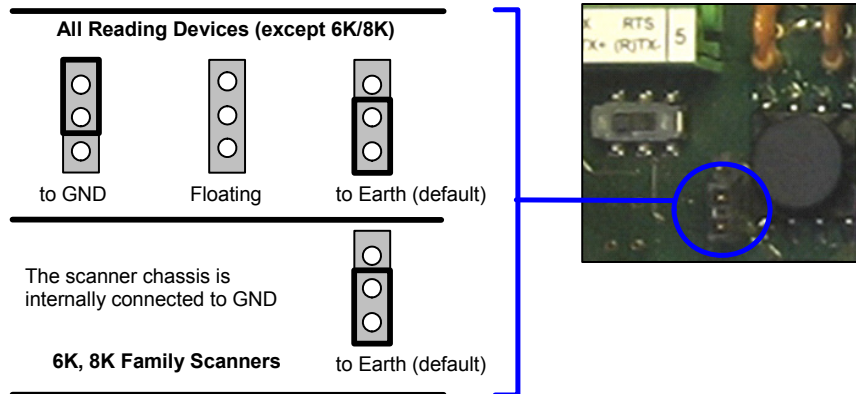 All Reading Devices (except 6K/8K)
to GND
Floating
to Earth (default)
The scanner chassis is
internally connected to GND
6K, 8K Family Scanners
to Earth (default)
RTS
TX+ (R)TX-
5